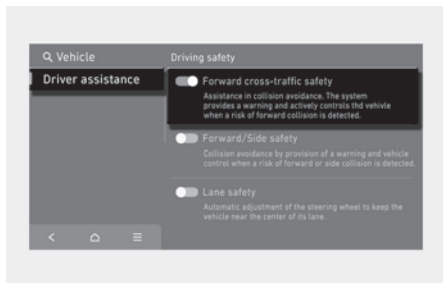 Vehicle
Driving safety
Driver assistance
Forward cross-traffic safety
Assistance in collision avoidance. The system
provides a warning and actively controls thd vehivle
when a risk of forward collision is detected.
Forward/Side safety
Collision avoidance by provision of a warning and vehicle
control when a risk of forward or side collision is detected.
Lane safety
Automatic adjustment of the steering wheel to keep the
vehicle near the center of its lane.